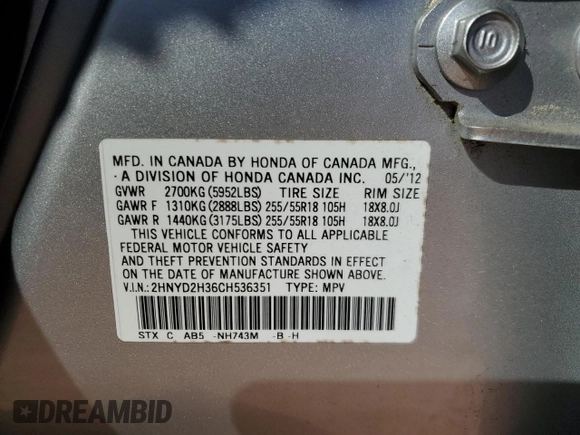 10
MFD. IN CANADA BY HONDA OF CANADA MFG.,
A DIVISION OF HONDA CANADA INC. 05/'12
GVWR 2700KG (5952LBS) TIRE SIZE RIM SIZE
GAWR F 1310KG (2888LBS) 255/55R18 105H 18X8.0J
GAWR R 1440KG (3175LBS) 255/55R18 105H 18X8.0J
THIS VEHICLE CONFORMS TO ALL APPLICABLE
FEDERAL MOTOR VEHICLE SAFETY
AND THEFT PREVENTION STANDARDS IN EFFECT
ON THE DATE OF MANUFACTURE SHOWN ABOVE.
V.I.N.: 2HNYD2H36CH536351 TYPE: MPV
STX C AB5 -NH743M -B -H
DREAMBID